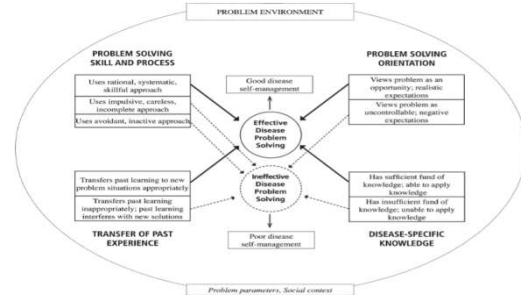 PROBLEM ENVIRONMENT
PROBLEM SOLVING
SKILL AND PROCESS
Uses rational, systematic,
skillful approach
Uses impulsive, careless,
incomplete approach
Uses avoidant, inactive approach
Good disease
self-management
PROBLEM SOLVING
ORIENTATION
Views problem as an
opportunity; realistic
expectations
Views problem as
uncontrollable; negative
expectations
Effective
Disease
Problem
Solving
Ineffective
Disease
Problem
Solving
Transfers past learning to new
problem situations appropriately
Transfers past learning
inappropriately; past learning
interferes with new solutions
TRANSFER OF PAST
EXPERIENCE
Poor disease
self-management
Has sufficient fund of
knowledge; able to apply
knowledge
Has insufficient fund of
knowledge; unable to apply
knowledge
DISEASE-SPECIFIC
KNOWLEDGE
Problem parameters, Social context